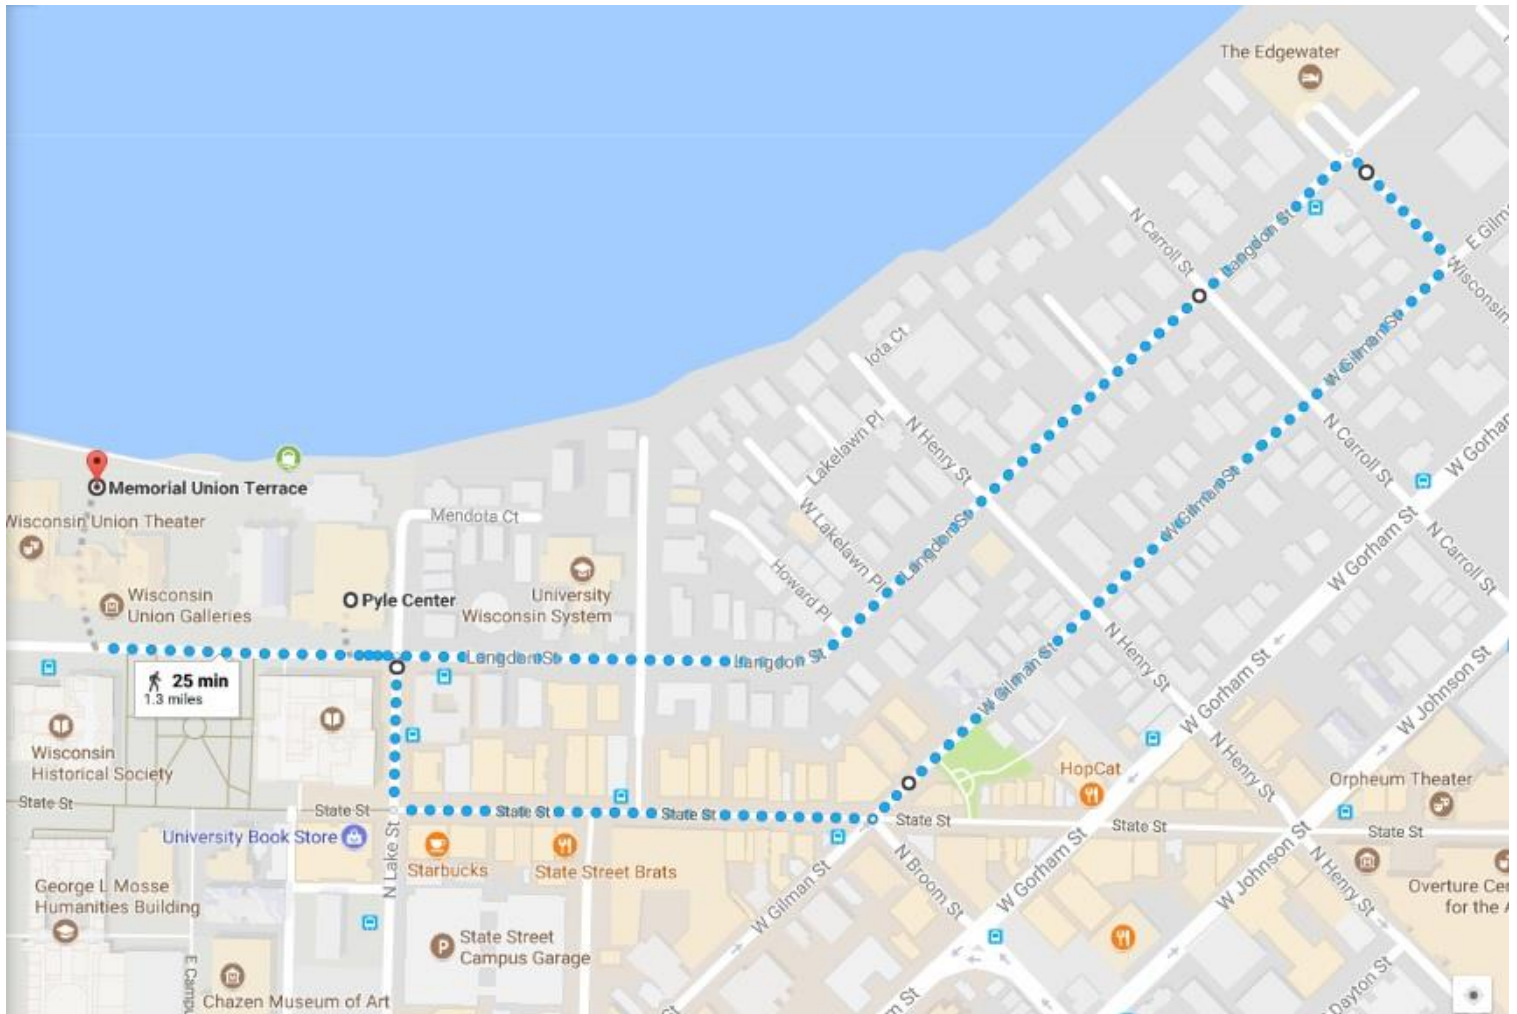 The Edgewater
N Carroll St
Langdon St
E Gilm
Wisconsin
W Gilman St
Iota Ct
N Carroll St
W Gorham
Lakelawn Pl
N Henry St
Memorial Union Terrace
Wisconsin Union Theater
Mendota Ct
Langdon St
W Gilman St
W Gorham St
N Carroll St
W Lakelawn Pl
Howard Pl
Wisconsin
Union Galleries
Pyle Center
University
Wisconsin System
Langdon St
Langdon St
W Gilman St
N Henry St
W Gorham St
W Johnson St
25 min
1.3 miles
Wisconsin
Historical Society
HopCat
N Henry St
Orpheum Theater
State St
State St
State St
State St
State St
State St
State St
University Book Store
N Lake St
Starbucks
State Street Brats
George L Mosse
Humanities Building
W Gilman St
N Broom St
W Gorham St
W Johnson St
N Henry St
Overture Cen
for the A
P
State Street
Campus Garage
E Campu
Chazen Museum of Art
m St
Dayton St